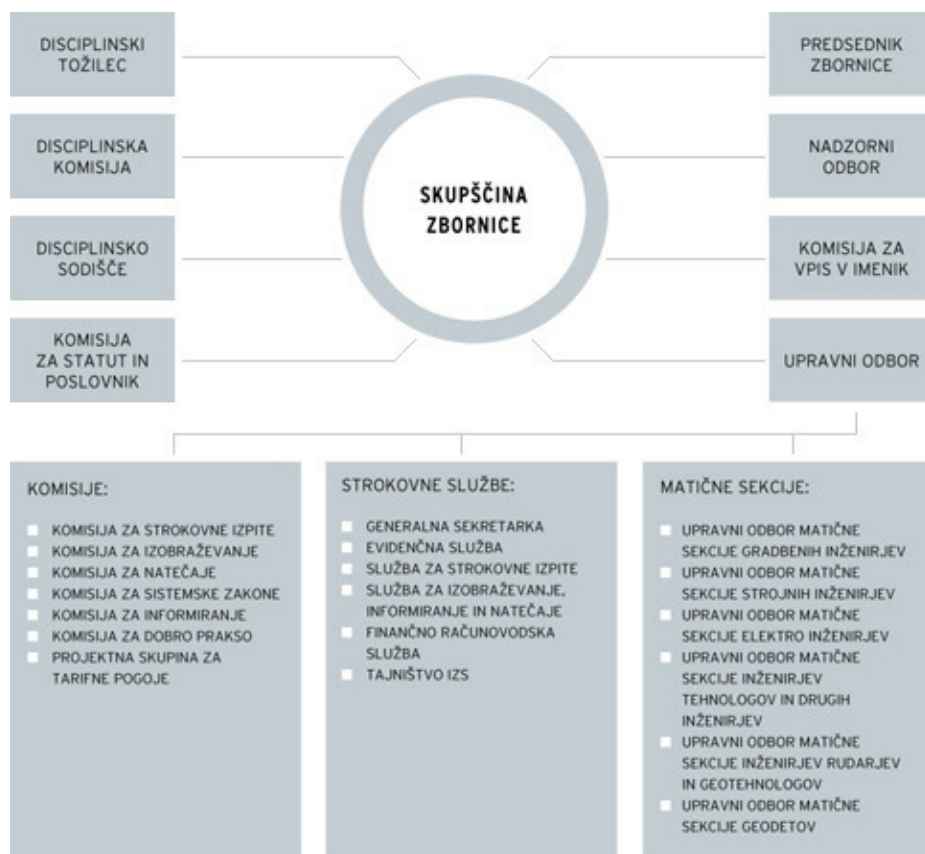 DISCIPLINSKI
TOŽILEC
DISCIPLINSKA
KOMISIJA
DISCIPLINSKO
SODIŠČE
KOMISIJA
ZA STATUT IN
POSLOVNIK
SKUPŠČINA
ZBORNICE
PREDSEDNIK
ZBORNICE
NADZORNI
ODBOR
KOMISIJA ZA
VPIS V IMENIK
UPRAVNI ODBOR
KOMISIJE:
KOMISIJA ZA STROKOVNE IZPITE
KOMISIJA ZA IZOBRAŽEVANJE
KOMISIJA ZA NATEČAJE
KOMISIJA ZA SISTEMSKE ZAKONE
KOMISIJA ZA INFORMIRANJE
KOMISIJA ZA DOBRO PRAKSO
PROJEKTNA SKUPINA ZA
TARIFNE POGOJE
STROKOVNE SLUŽBE:
GENERALNA SEKRETARKA
EVIDENČNA SLUŽBA
SLUŽBA ZA STROKOVNE IZPITE
SLUŽBA ZA IZOBRAŽEVANJE,
INFORMIRANJE IN NATEČAJE
FINANČNO RAČUNOVODSKA
SLUŽBA
TAJNIŠTVO IZS
MATIČNE SEKCIJE:
UPRAVNI ODBOR MATIČNE
SEKCIJE GRADBENIH INŽENIRJEV
UPRAVNI ODBOR MATIČNE
SEKCIJE STROJNIH INŽENIRJEV
UPRAVNI ODBOR MATIČNE
SEKCIJE ELEKTRO INŽENIRJEV
UPRAVNI ODBOR MATIČNE
SEKCIJE INŽENIRJEV
TEHNOLOGOV IN DRUGIH
INŽENIRJEV
UPRAVNI ODBOR MATIČNE
SEKCIJE INŽENIRJEV RUDARJEV
IN GEOTEHNOLOGOV
UPRAVNI ODBOR MATIČNE
SEKCIJE GEODETOV